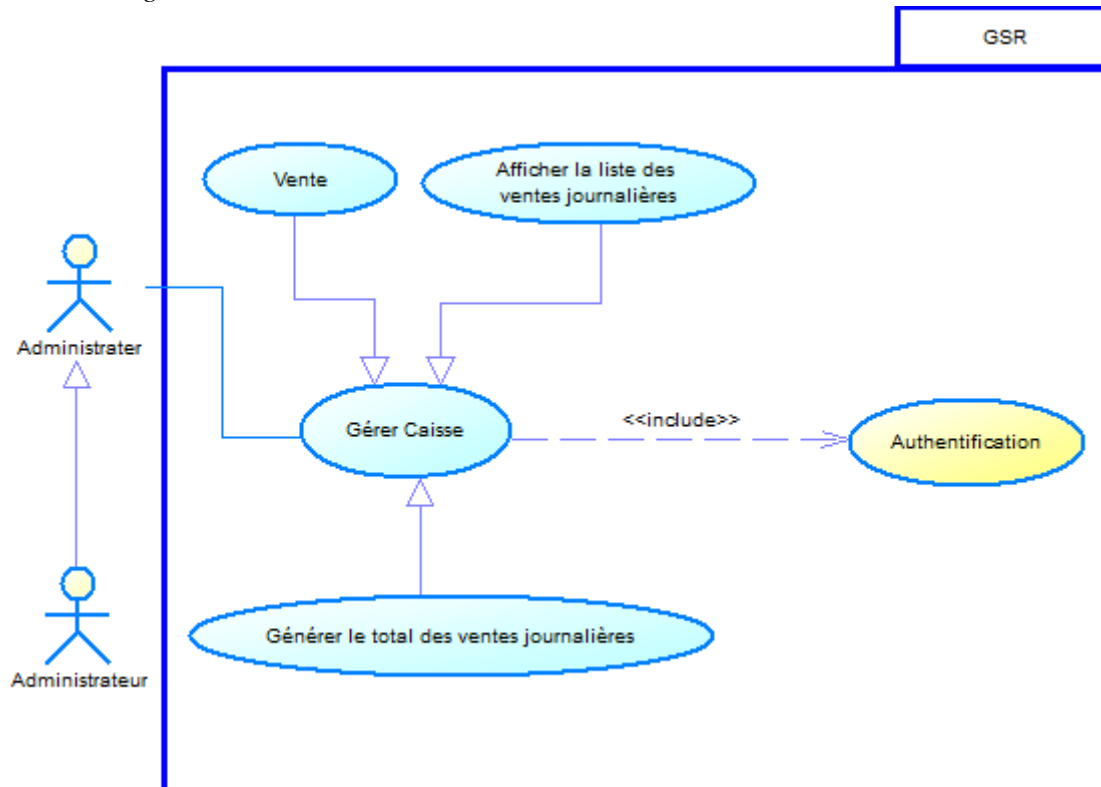 g
GSR
Vente
Afficher la liste des
ventes journalières
Administrater
Gérer Caisse
<<include>>
Authentification
Générer le total des ventes journalières
Administrateur